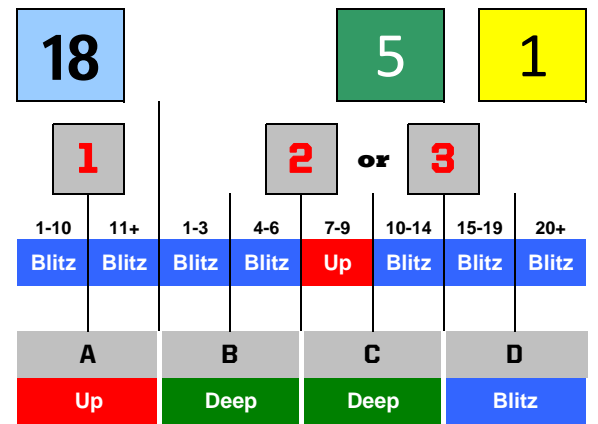 18 5 1
1 2 or 3
1-10 11+ 1-3 4-6 7-9 10-14 15-19 20+
Blitz Blitz Blitz Blitz Up Blitz Blitz Blitz
A B C D
Up Deep Deep Blitz